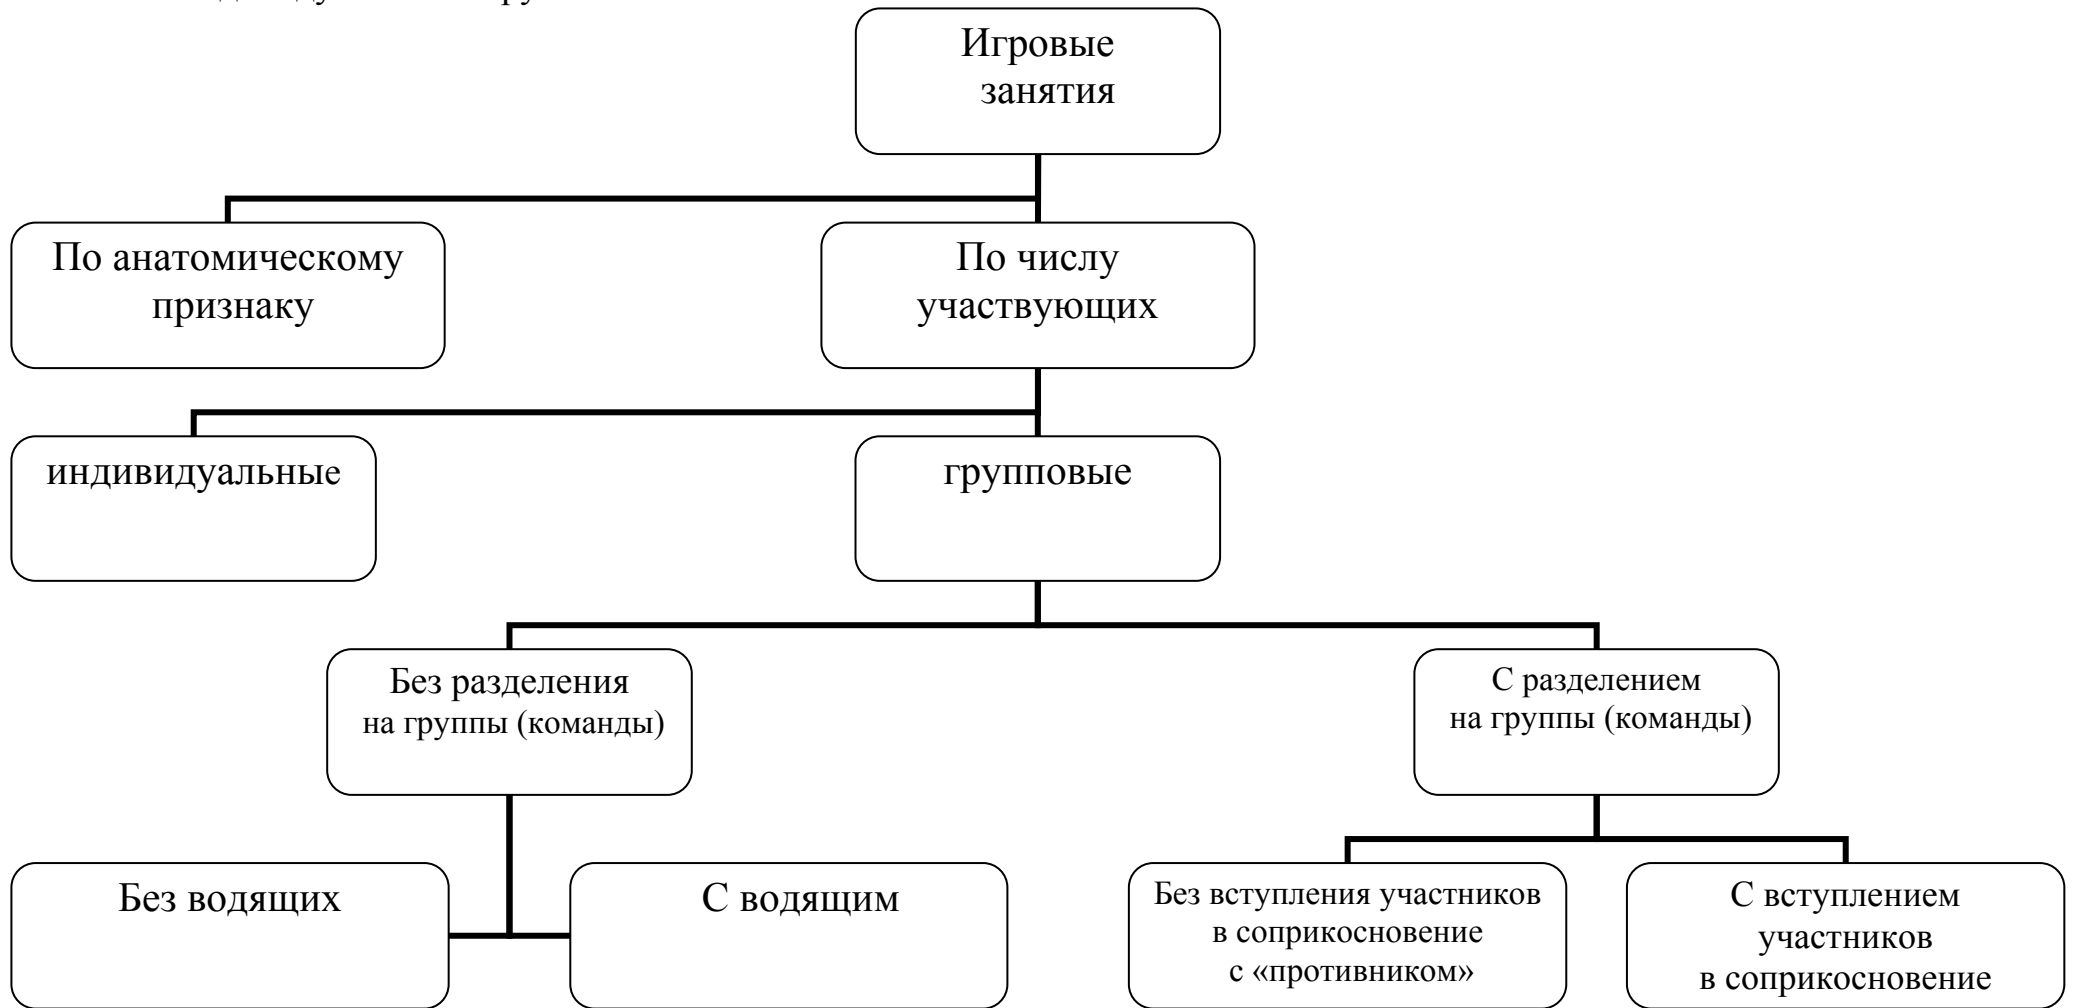 Игровые
занятия
По анатомическому
признаку
По числу
участвующих
индивидуальные
групповые
Без разделения
на группы (команды)
С разделением
на группы (команды)
Без водящих
С водящим
Без вступления участников
в соприкосновение
с «противником»
С вступлением
участников
в соприкосновение